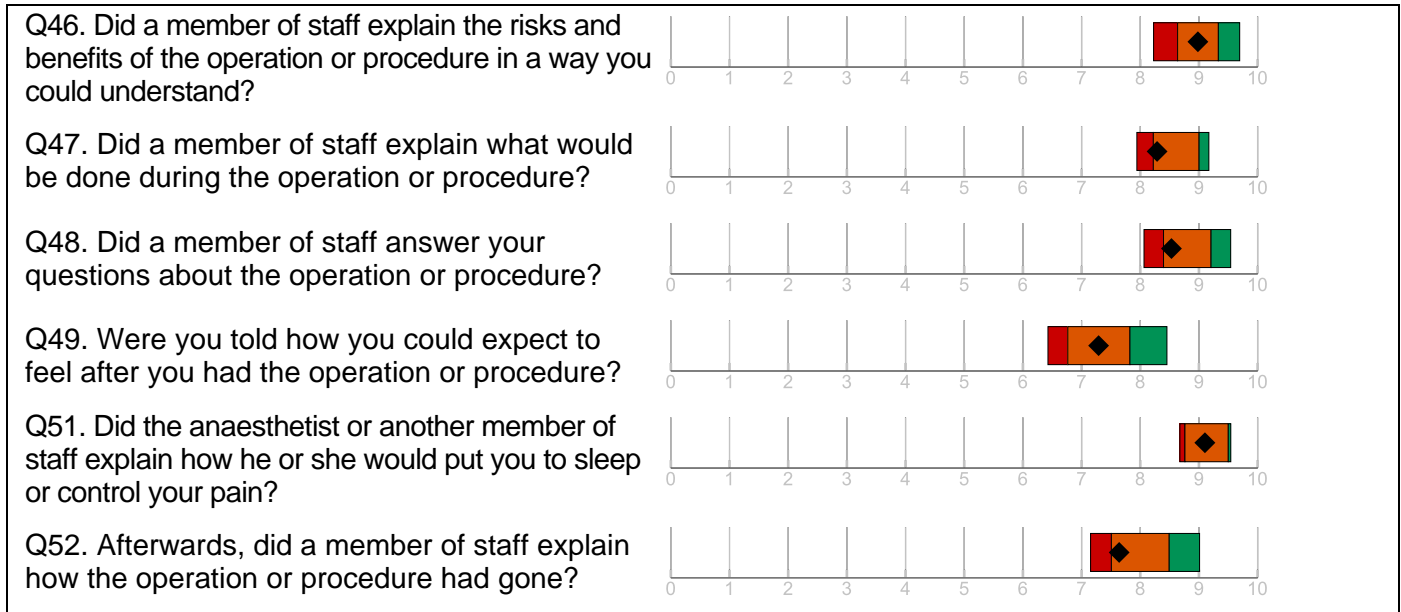 Q46. Did a member of staff explain the risks and
benefits of the operation or procedure in a way you
could understand?
0 1 2 3 4 5 6 7 8 9 10
Q47. Did a member of staff explain what would
be done during the operation or procedure?
0 1 2 3 4 5 6 7 8 9 10
Q48. Did a member of staff answer your
questions about the operation or procedure?
0 1 2 3 4 5 6 7 8 9 10
Q49. Were you told how you could expect to
feel after you had the operation or procedure?
0 1 2 3 4 5 6 7 8 9 10
Q51. Did the anaesthetist or another member of
staff explain how he or she would put you to sleep
or control your pain?
0 1 2 3 4 5 6 7 8 9 10
Q52. Afterwards, did a member of staff explain
how the operation or procedure had gone?
0 1 2 3 4 5 6 7 8 9 10